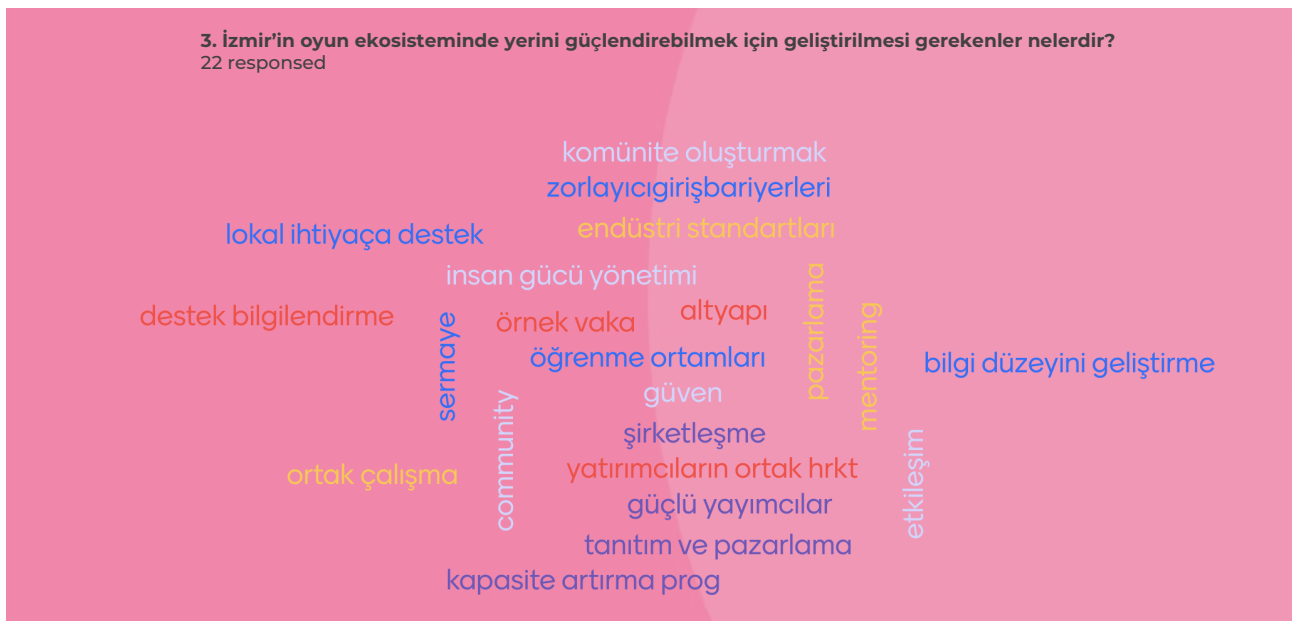 3. İzmir’in oyun ekosisteminde yerini güçlendirebilmek için geliştirilmesi gerekenler nelerdir?
22 responsed
komünite oluşturmak
zorlayıcıgirişbariyerleri
lokal ihtiyaça destek
endüstri standartları
insan gücü yönetimi
destek bilgilendirme
sermaye
örnek vaka
altyapı
pazarlama
mentoring
öğrenme ortamları
bilgi düzeyini geliştirme
güven
community
şirketleşme
ortak çalışma
yatırımcıların ortak hrkt
etkileşim
güçlü yayımcılar
tanıtım ve pazarlama
kapasite artırma prog